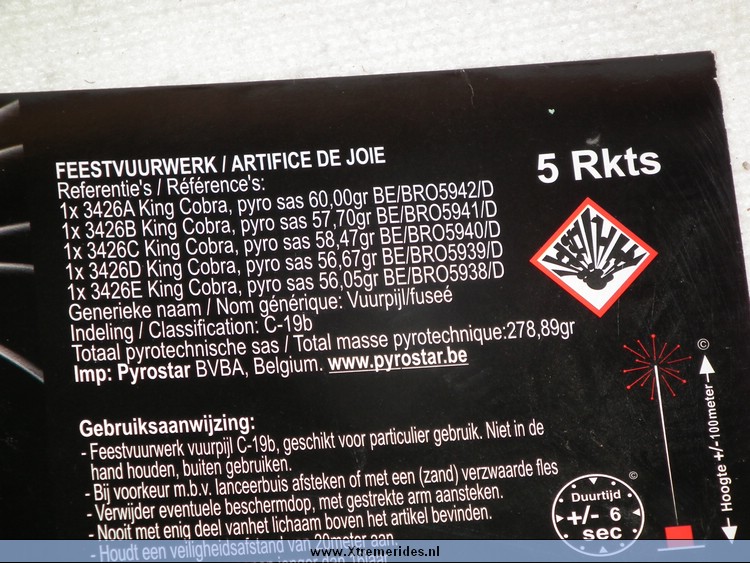 FEESTVUURWERK / ARTIFICE DE JOIE
Referentie's / Référence's:
1x 3426A King Cobra, pyro sas 60,00gr BE/BRO5942/D
1x 3426B King Cobra, pyro sas 57,70gr BE/BRO5941/D
1x 3426C King Cobra, pyro sas 58,47gr BE/BRO5940/D
1x 3426D King Cobra, pyro sas 56,67gr BE/BRO5939/D
1x 3426E King Cobra, pyro sas 56,05gr BE/BRO5938/D
Generieke naam / Nom générique: Vuurpijl/fuseé
Indeling / Classification: C-19b
Totaal pyrotechnische sas / Total masse pyrotechnique:278,89gr
Imp: Pyrostar BVBA, Belgium. www.pyrostar.be
5 Rkts
Gebruiksaanwijzing:
- Feestvuurwerk vuurpijl C-19b, geschikt voor particulier gebruik. Niet in de
hand houden, buiten gebruiken.
- Bij voorkeur m.b.v. lanceerbuis afsteken of met een (zand) verzwaarde fles
- Verwijder eventuele beschermdop, met gestrekte arm aansteken.
- Nooit met enig deel vanhet lichaam boven het artikel bevinden.
- Houdt een veiligheidsafstand van 20meter aan.
©
Duurtijd
+/- 6
sec
©
Hoogte +/-100meter
www.Xtremerides.nl